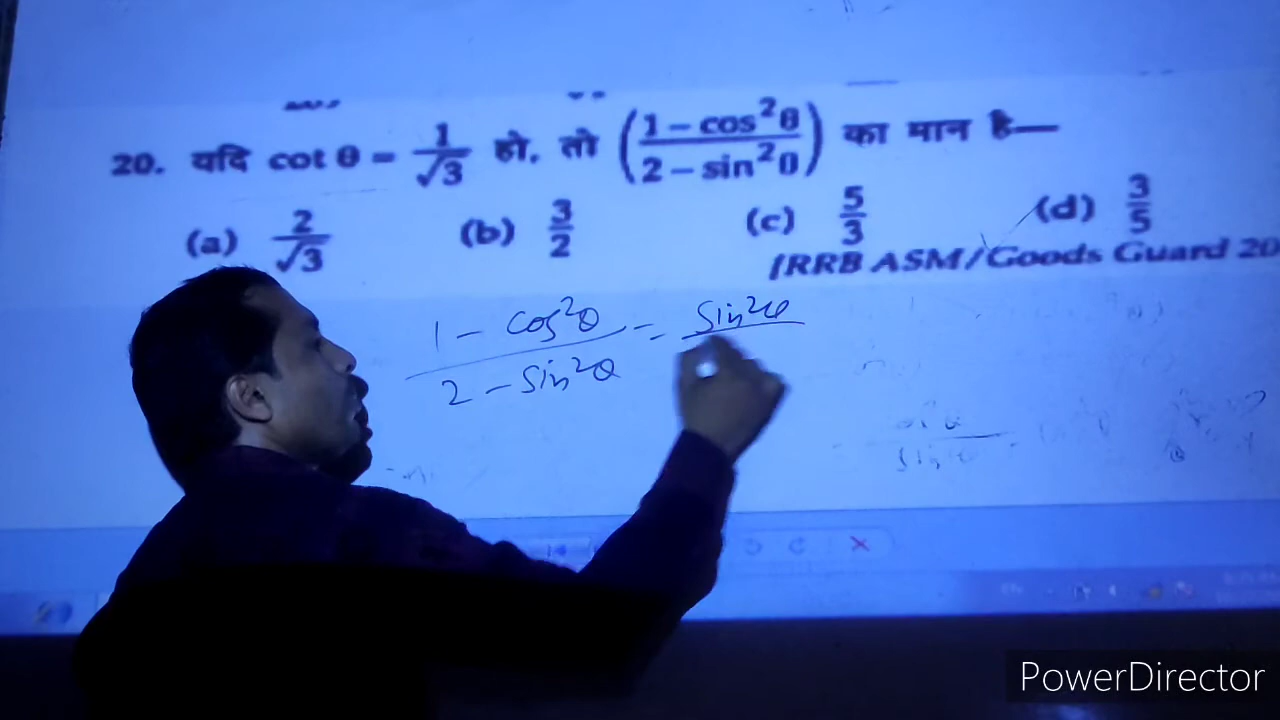 20. यदि cot θ = 1/√3 हो, तो ((1 – cos²θ)/(2 – sin²θ)) का मान है—
(a) 2/√3 (b) 3/2 (c) 5/3 (d) 3/5
[RRB ASM/Goods Guard 20
(1 – cos²θ)/(2 – sin²θ) = sin²θ
PowerDirector